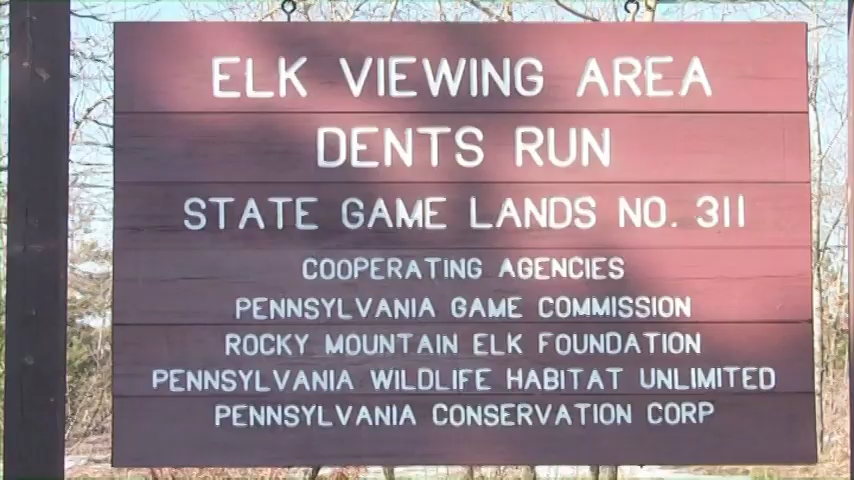 ELK VIEWING AREA
DENTS RUN
STATE GAME LANDS NO. 311
COOPERATING AGENCIES
PENNSYLVANIA GAME COMMISSION
ROCKY MOUNTAIN ELK FOUNDATION
PENNSYLVANIA WILDLIFE HABITAT UNLIMITED
PENNSYLVANIA CONSERVATION CORP